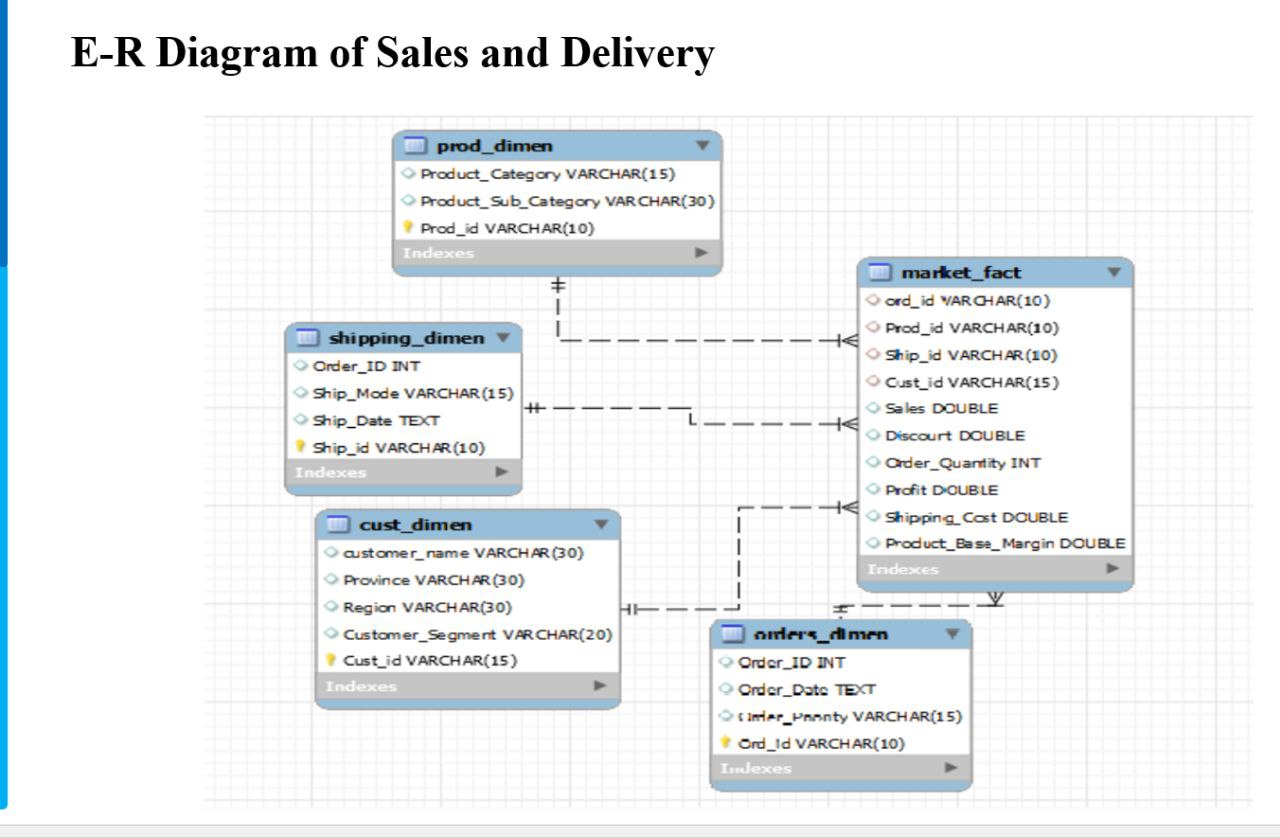 E-R Diagram of Sales and Delivery
prod_dimen
Product_Category VARCHAR(15)
Product_Sub_Category VARCHAR(30)
Prod_id VARCHAR(10)
Indexes
shipping_dimen
Order_ID INT
Ship_Mode VARCHAR(15)
Ship_Date TEXT
Ship_id VARCHAR(10)
Indexes
cust_dimen
customer_name VARCHAR(30)
Province VARCHAR(30)
Region VARCHAR(30)
Customer_Segment VARCHAR(20)
Cust_id VARCHAR(15)
Indexes
market_fact
ord_id VARCHAR(10)
Prod_id VARCHAR(10)
Ship_id VARCHAR(10)
Cust_id VARCHAR(15)
Sales DOUBLE
Discount DOUBLE
Order_Quantity INT
Profit DOUBLE
Shipping_Cost DOUBLE
Product_Base_Margin DOUBLE
Indexes
orders_dimen
Order_ID INT
Order_Date TEXT
Order_Priority VARCHAR(15)
Ord_id VARCHAR(10)
Indexes